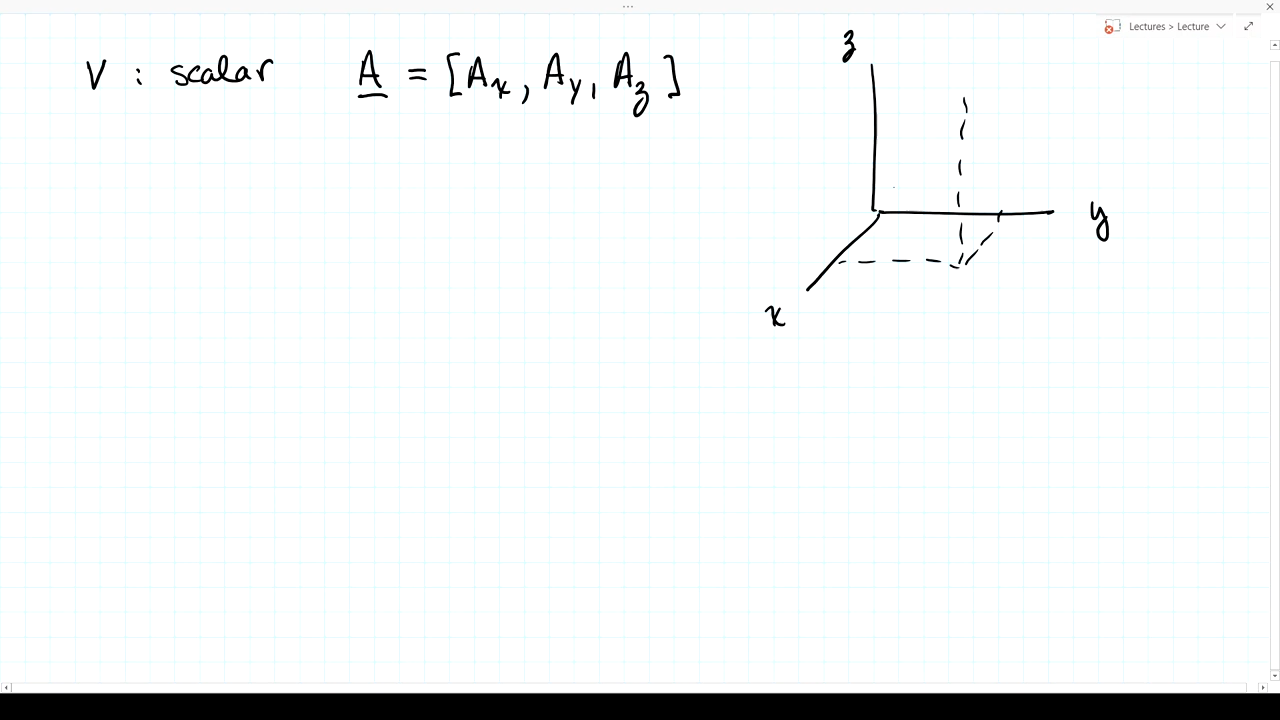 V : scalar A = [Ax, Ay, Az]
z
y
x
Lectures > Lecture